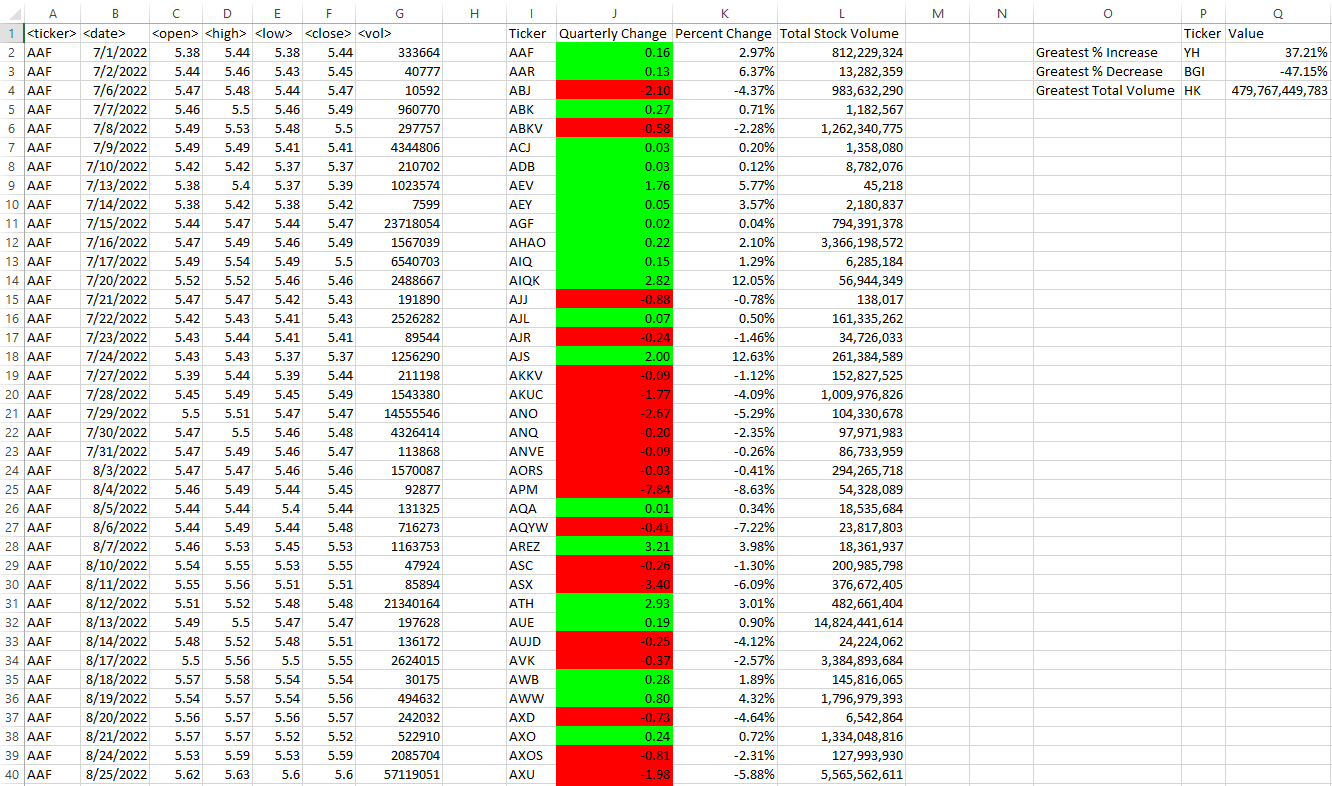 A B C D E F G H I J K L M N O P Q
1 <ticker> <date> <open> <high> <low> <close> <vol> Ticker Quarterly Change Percent Change Total Stock Volume Ticker Value
2 AAF 7/1/2022 5.38 5.44 5.38 5.44 333664 AAF 0.16 2.97% 812,229,324 Greatest % Increase YH 37.21%
3 AAF 7/2/2022 5.44 5.46 5.43 5.45 40777 AAR 0.13 6.37% 13,282,359 Greatest % Decrease BGI -47.15%
4 AAF 7/6/2022 5.47 5.48 5.44 5.47 10592 ABJ -2.10 -4.37% 983,632,290 Greatest Total Volume HK 479,767,449,783
5 AAF 7/7/2022 5.46 5.5 5.46 5.49 960770 ABK 0.27 0.71% 1,182,567
6 AAF 7/8/2022 5.49 5.53 5.48 5.5 297757 ABKV -0.58 -2.28% 1,262,340,775
7 AAF 7/9/2022 5.49 5.49 5.41 5.41 4344806 ACJ 0.03 0.20% 1,358,080
8 AAF 7/10/2022 5.42 5.42 5.37 5.37 210702 ADB 0.03 0.12% 8,782,076
9 AAF 7/13/2022 5.38 5.4 5.37 5.39 1023574 AEV 1.76 5.77% 45,218
10 AAF 7/14/2022 5.38 5.42 5.38 5.42 7599 AEY 0.05 3.57% 2,180,837
11 AAF 7/15/2022 5.44 5.47 5.44 5.47 23718054 AGF 0.02 0.04% 794,391,378
12 AAF 7/16/2022 5.47 5.49 5.46 5.49 1567039 AHAO 0.22 2.10% 3,366,198,572
13 AAF 7/17/2022 5.49 5.54 5.49 5.5 6540703 AIQ 0.15 1.29% 6,285,184
14 AAF 7/20/2022 5.52 5.52 5.46 5.46 2488667 AIQK 2.82 12.05% 56,944,349
15 AAF 7/21/2022 5.47 5.47 5.42 5.43 191890 AJJ -0.88 -0.78% 138,017
16 AAF 7/22/2022 5.42 5.43 5.41 5.43 2526282 AJL 0.07 0.50% 161,335,262
17 AAF 7/23/2022 5.43 5.44 5.41 5.41 89544 AJR -0.24 -1.46% 34,726,033
18 AAF 7/24/2022 5.43 5.43 5.37 5.37 1256290 AJS 2.00 12.63% 261,384,589
19 AAF 7/27/2022 5.39 5.44 5.39 5.44 211198 AKKV -0.09 -1.12% 152,827,525
20 AAF 7/28/2022 5.45 5.49 5.45 5.49 1543380 AKUC -1.77 -4.09% 1,009,976,826
21 AAF 7/29/2022 5.5 5.51 5.47 5.47 14555546 ANO -2.67 -5.29% 104,330,678
22 AAF 7/30/2022 5.47 5.5 5.46 5.48 4326414 ANQ -0.20 -2.35% 97,971,983
23 AAF 7/31/2022 5.47 5.49 5.46 5.47 113868 ANVE -0.09 -0.26% 86,733,959
24 AAF 8/3/2022 5.47 5.47 5.46 5.46 1570087 AORS -0.03 -0.41% 294,265,718
25 AAF 8/4/2022 5.46 5.49 5.44 5.45 92877 APM -7.84 -8.63% 54,328,089
26 AAF 8/5/2022 5.44 5.44 5.4 5.44 131325 AQA 0.01 0.34% 18,535,684
27 AAF 8/6/2022 5.44 5.49 5.44 5.48 716273 AQYW -0.41 -7.22% 23,817,803
28 AAF 8/7/2022 5.46 5.53 5.45 5.53 1163753 AREZ 3.21 3.98% 18,361,937
29 AAF 8/10/2022 5.54 5.55 5.53 5.55 47924 ASC -0.26 -1.30% 200,985,798
30 AAF 8/11/2022 5.55 5.56 5.51 5.51 85894 ASX -3.40 -6.09% 376,672,405
31 AAF 8/12/2022 5.51 5.52 5.48 5.48 21340164 ATH 2.93 3.01% 482,661,404
32 AAF 8/13/2022 5.49 5.5 5.47 5.47 197628 AUE 0.19 0.90% 14,824,441,614
33 AAF 8/14/2022 5.48 5.52 5.48 5.51 136172 AUJD -0.25 -4.12% 24,224,062
34 AAF 8/17/2022 5.5 5.56 5.5 5.55 2624015 AVK -0.37 -2.57% 3,384,893,684
35 AAF 8/18/2022 5.57 5.58 5.54 5.54 30175 AWB 0.28 1.89% 145,816,065
36 AAF 8/19/2022 5.54 5.57 5.54 5.56 494632 AWW 0.80 4.32% 1,796,979,393
37 AAF 8/20/2022 5.56 5.57 5.56 5.57 242032 AXD -0.73 -4.64% 6,542,864
38 AAF 8/21/2022 5.57 5.57 5.52 5.52 522910 AXO 0.24 0.72% 1,334,048,816
39 AAF 8/24/2022 5.53 5.59 5.53 5.59 2085704 AXOS -0.81 -2.31% 127,993,930
40 AAF 8/25/2022 5.62 5.63 5.6 5.6 57119051 AXU -1.98 -5.88% 5,565,562,611